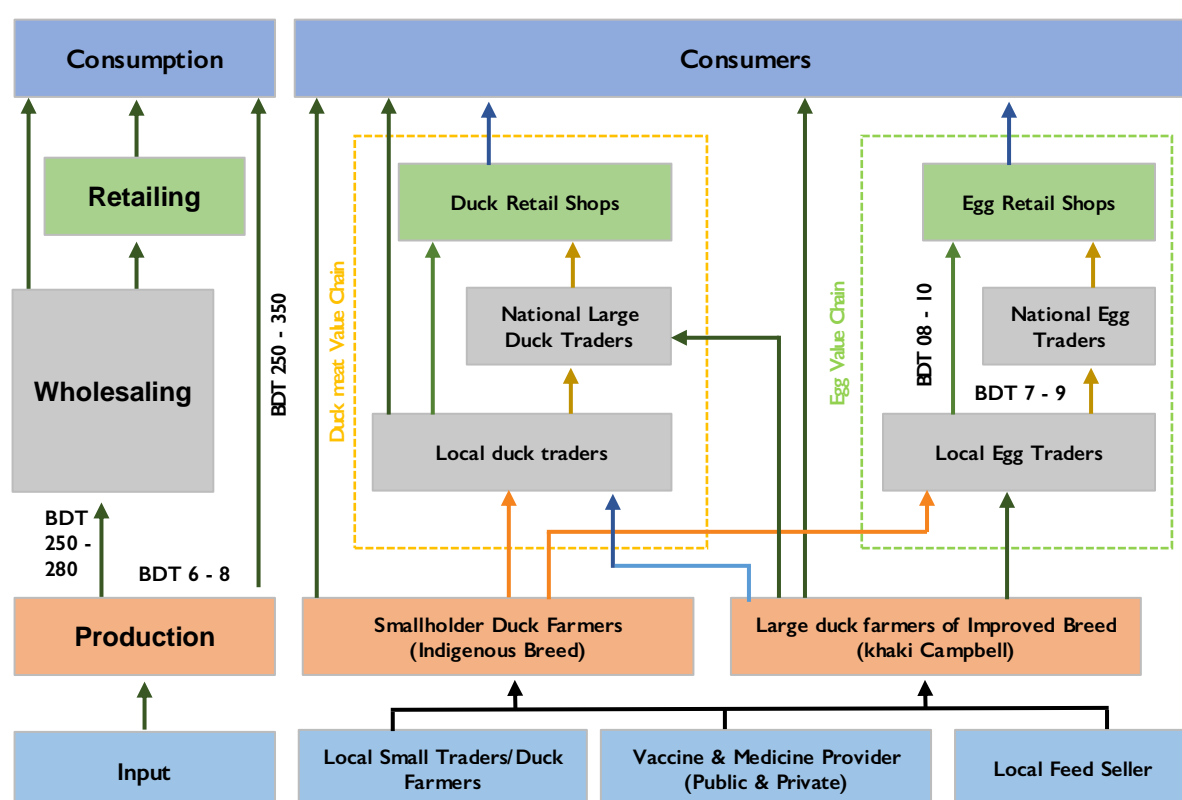 Consumption
Consumers
Retailing
Duck Retail Shops
Egg Retail Shops
BDT 250 - 350
Duck meat Value Chain
National Large
Duck Traders
Egg Value Chain
BDT 08 - 10
National Egg
Traders
Wholesaling
BDT 7 - 9
Local duck traders
Local Egg Traders
BDT
250 -
280
BDT 6 - 8
Production
Smallholder Duck Farmers
(Indigenous Breed)
Large duck farmers of Improved Breed
(khaki Campbell)
Input
Local Small Traders/Duck
Farmers
Vaccine & Medicine Provider
(Public & Private)
Local Feed Seller